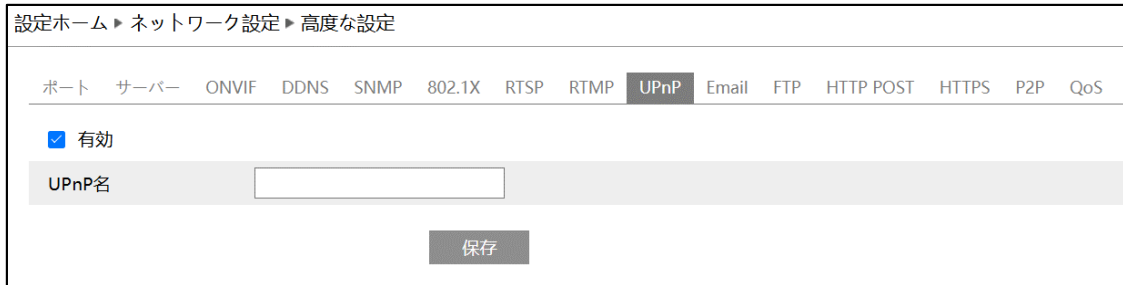 設定ホーム ▶ ネットワーク設定 ▶ 高度な設定
ポート サーバー ONVIF DDNS SNMP 802.1X RTSP RTMP UPnP Email FTP HTTP POST HTTPS P2P QoS
有効
UPnP名
保存